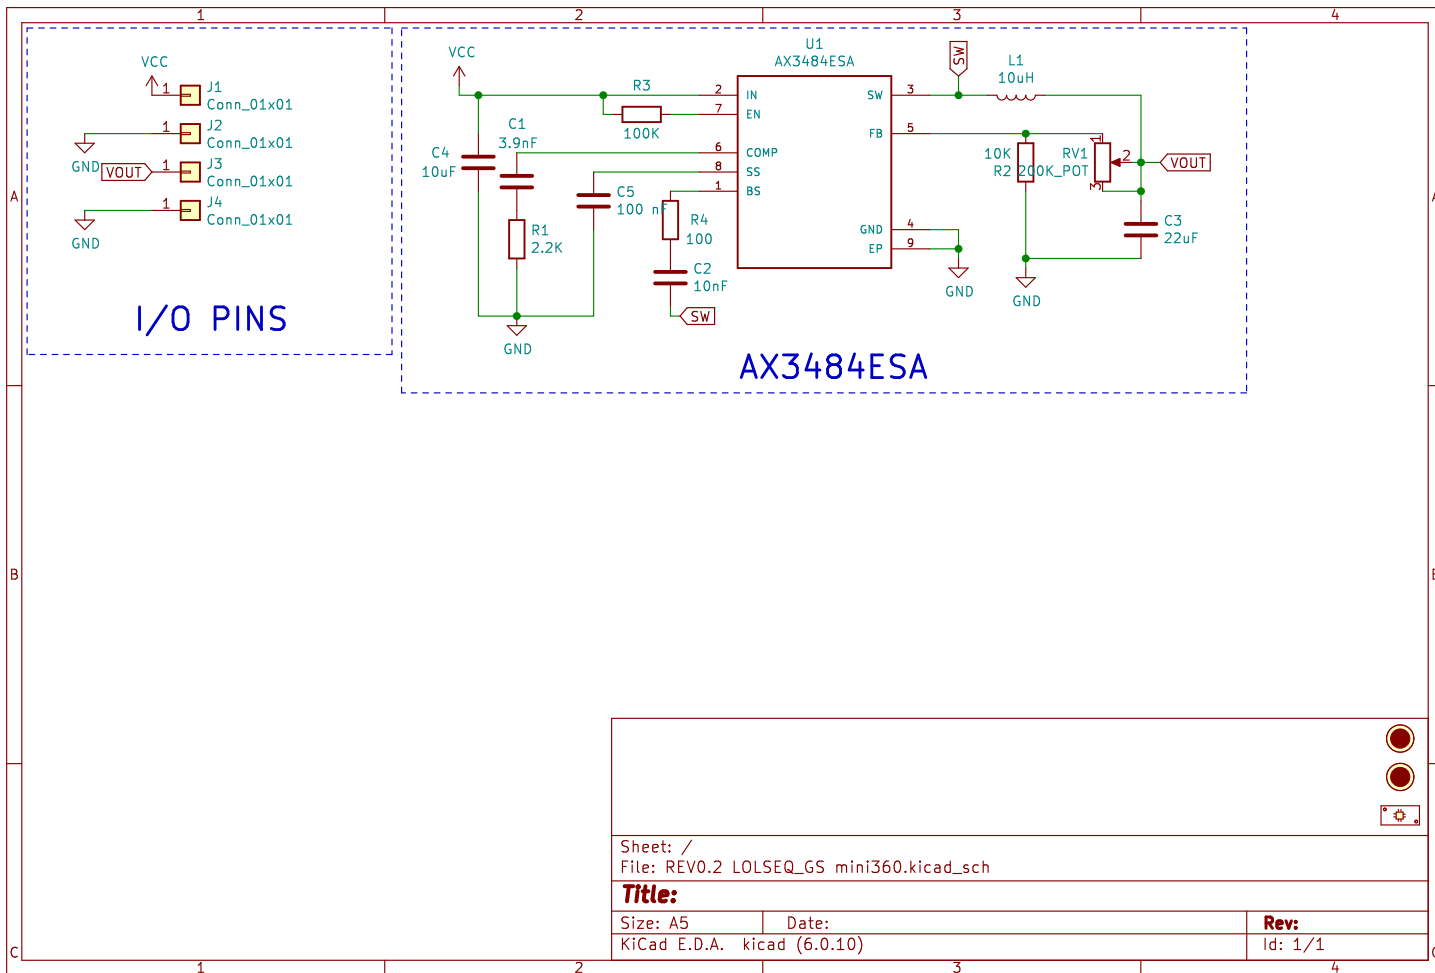 1 2 3 4
A
B
C
A
VCC
1 J1
Conn_01x01
1 J2
Conn_01x01
GND
VOUT 1 J3
Conn_01x01
1 J4
Conn_01x01
GND
I/O PINS
VCC
C4
10uF
C1
3.9nF
R1
2.2K
GND
R3
100K
C5
100 nF
R4
100
C2
10nF
SW
U1
AX3484ESA
2 IN
7 EN
6 COMP
8 SS
1 BS
SW 3
FB 5
GND 4
EP 9
GND
SW
L1
10uH
10K
R2
RV1
200K_POT
1
2
3
VOUT
C3
22uF
GND
AX3484ESA
Sheet: /
File: REV0.2 LOLSEQ_GS mini360.kicad_sch
Title:
Size: A5 Date: Rev:
KiCad E.D.A. kicad (6.0.10) Id: 1/1
1 2 3 4